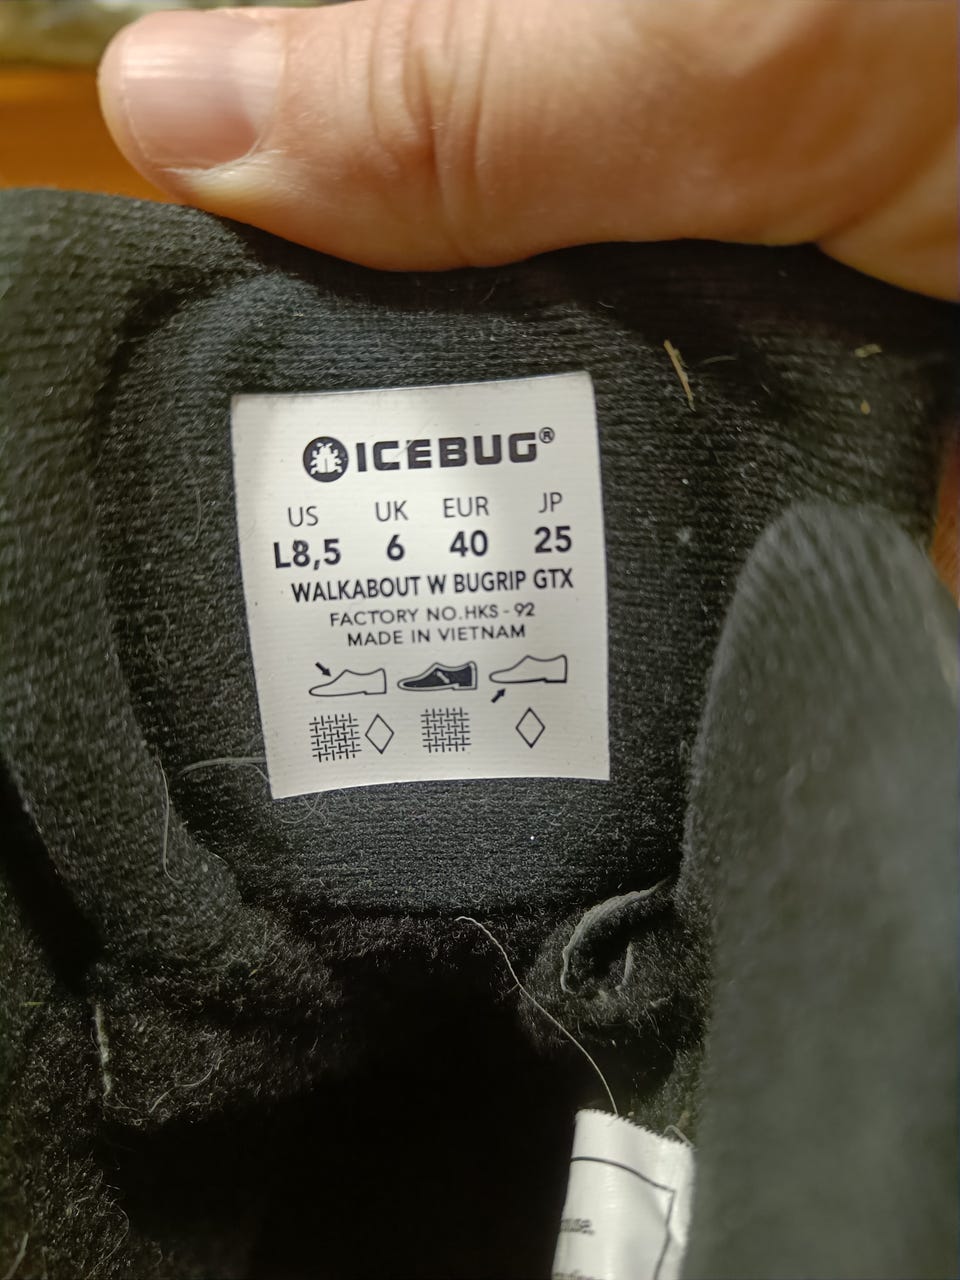 ICEBUG®
US UK EUR JP
L8,5 6 40 25
WALKABOUT W BUGRIP GTX
FACTORY NO.HKS - 92
MADE IN VIETNAM